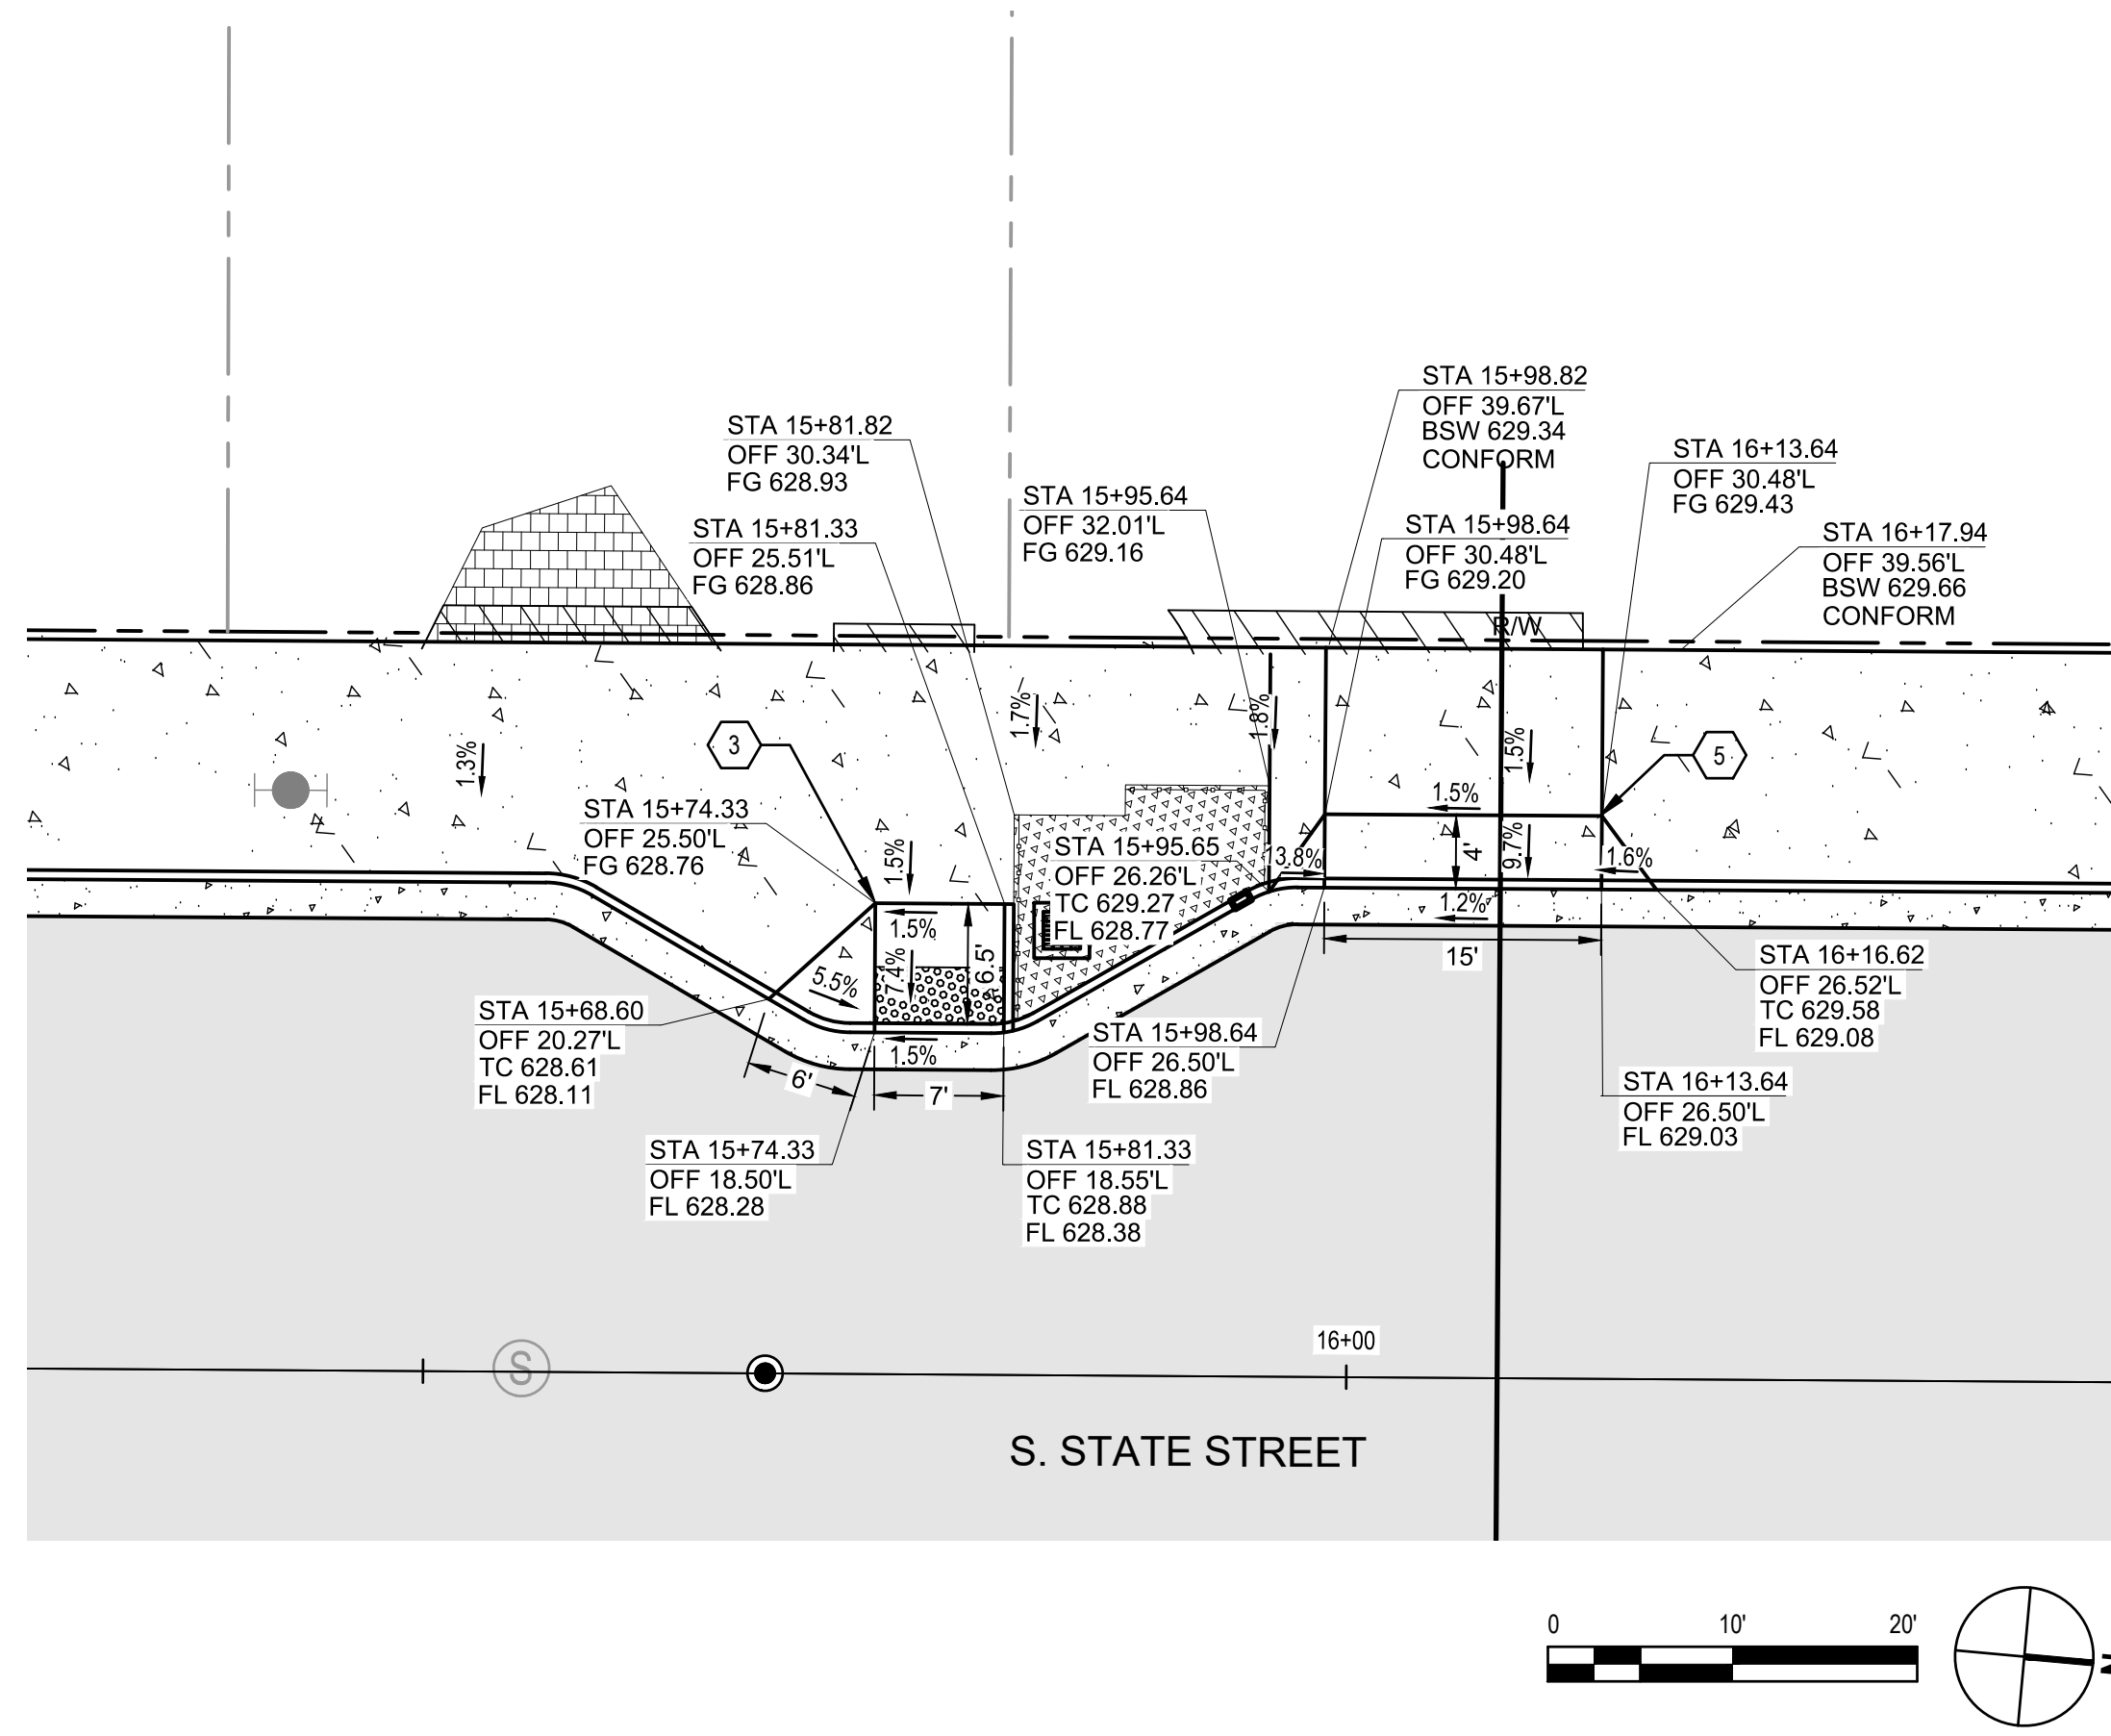 STA 15+98.82
OFF 39.67'L
BSW 629.34
CONFORM
STA 15+81.82
OFF 30.34'L
FG 628.93
STA 16+13.64
OFF 30.48'L
FG 629.43
STA 15+95.64
OFF 32.01'L
FG 629.16
STA 15+81.33
OFF 25.51'L
FG 628.86
STA 15+98.64
OFF 30.48'L
FG 629.20
STA 16+17.94
OFF 39.56'L
BSW 629.66
CONFORM
R/W
1.7%
1.8%
1.3%
3
1.5%
5
STA 15+74.33
OFF 25.50'L
FG 628.76
1.5%
1.5%
STA 15+95.65
OFF 26.26'L
TC 629.27
FL 628.77
13.8%
4'
9.7%
1.6%
1.2%
1.5%
7.4%
6.5'
5.5%
15'
STA 15+68.60
OFF 20.27'L
TC 628.61
FL 628.11
1.5%
6'
7'
STA 15+98.64
OFF 26.50'L
FL 628.86
STA 16+16.62
OFF 26.52'L
TC 629.58
FL 629.08
STA 16+13.64
OFF 26.50'L
FL 629.03
STA 15+74.33
OFF 18.50'L
FL 628.28
STA 15+81.33
OFF 18.55'L
TC 628.88
FL 628.38
S
16+00
S. STATE STREET
0 10' 20'